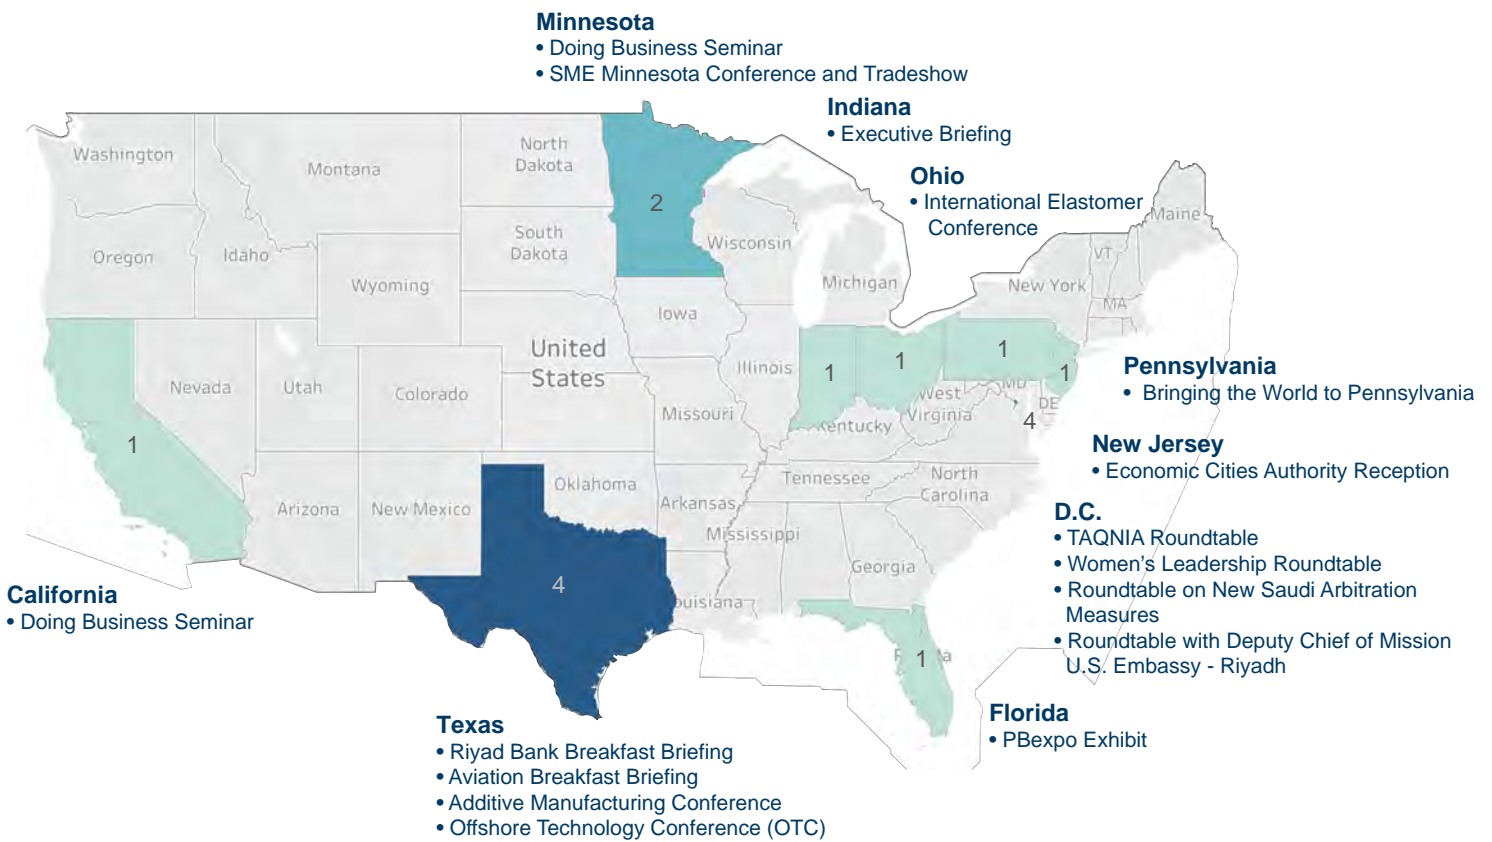 Minnesota
• Doing Business Seminar
• SME Minnesota Conference and Tradeshow
Indiana
• Executive Briefing
Ohio
• International Elastomer
Conference
Washington
Montana
North
Dakota
Maine
2
Oregon
Idaho
South
Dakota
Wisconsin
VT
Wyoming
Michigan
New York
MA
Iowa
United
States
Nevada
Utah
Colorado
Illinois
1
1
1
1
Missouri
West
Virginia
MD
DE
4
Kentucky
1
Pennsylvania
• Bringing the World to Pennsylvania
New Jersey
• Economic Cities Authority Reception
Arizona
New Mexico
Oklahoma
Arkansas
Tennessee
North
Carolina
Mississippi
Georgia
4
ouisiana
F
a
1
D.C.
• TAQNIA Roundtable
• Women's Leadership Roundtable
• Roundtable on New Saudi Arbitration
Measures
• Roundtable with Deputy Chief of Mission
U.S. Embassy - Riyadh
California
• Doing Business Seminar
Florida
• PBexpo Exhibit
Texas
• Riyad Bank Breakfast Briefing
• Aviation Breakfast Briefing
• Additive Manufacturing Conference
• Offshore Technology Conference (OTC)